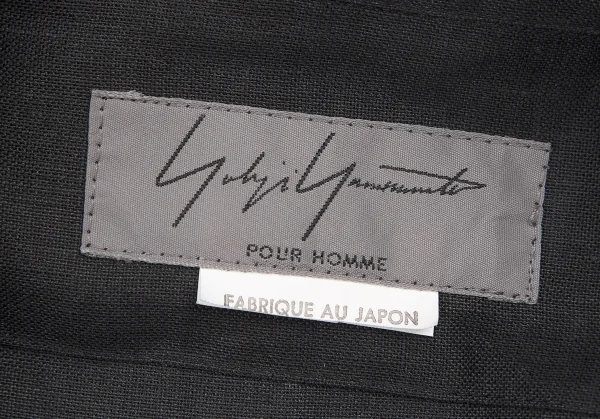 Yohji Yamamoto
POUR HOMME
FABRIQUE AU JAPON